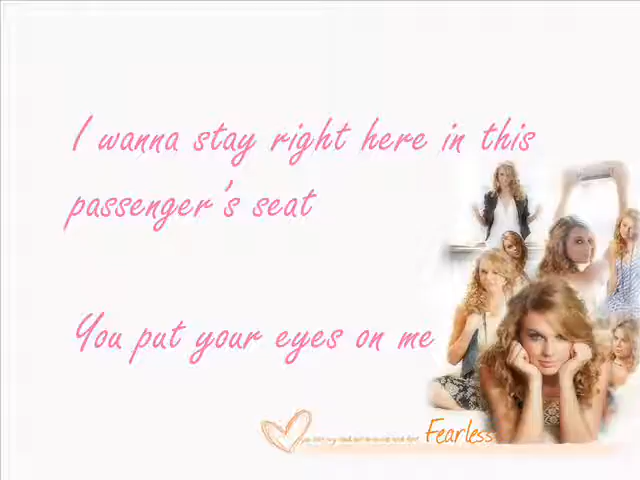 I wanna stay right here in this
passenger's seat
You put your eyes on me
Fearless